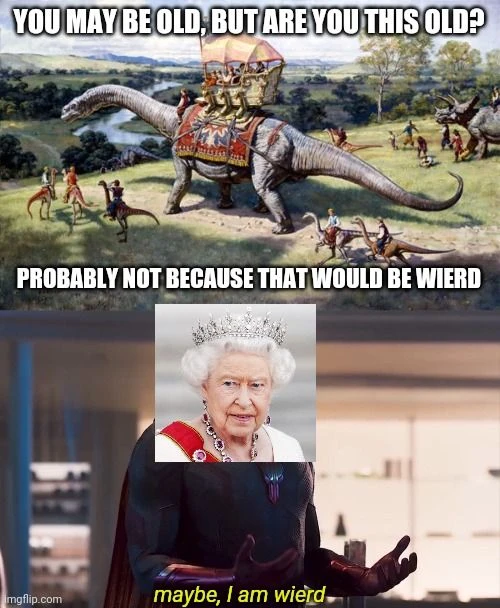 YOU MAY BE OLD, BUT ARE YOU THIS OLD?
PROBABLY NOT BECAUSE THAT WOULD BE WIERD
maybe, I am wierd
imgflip.com